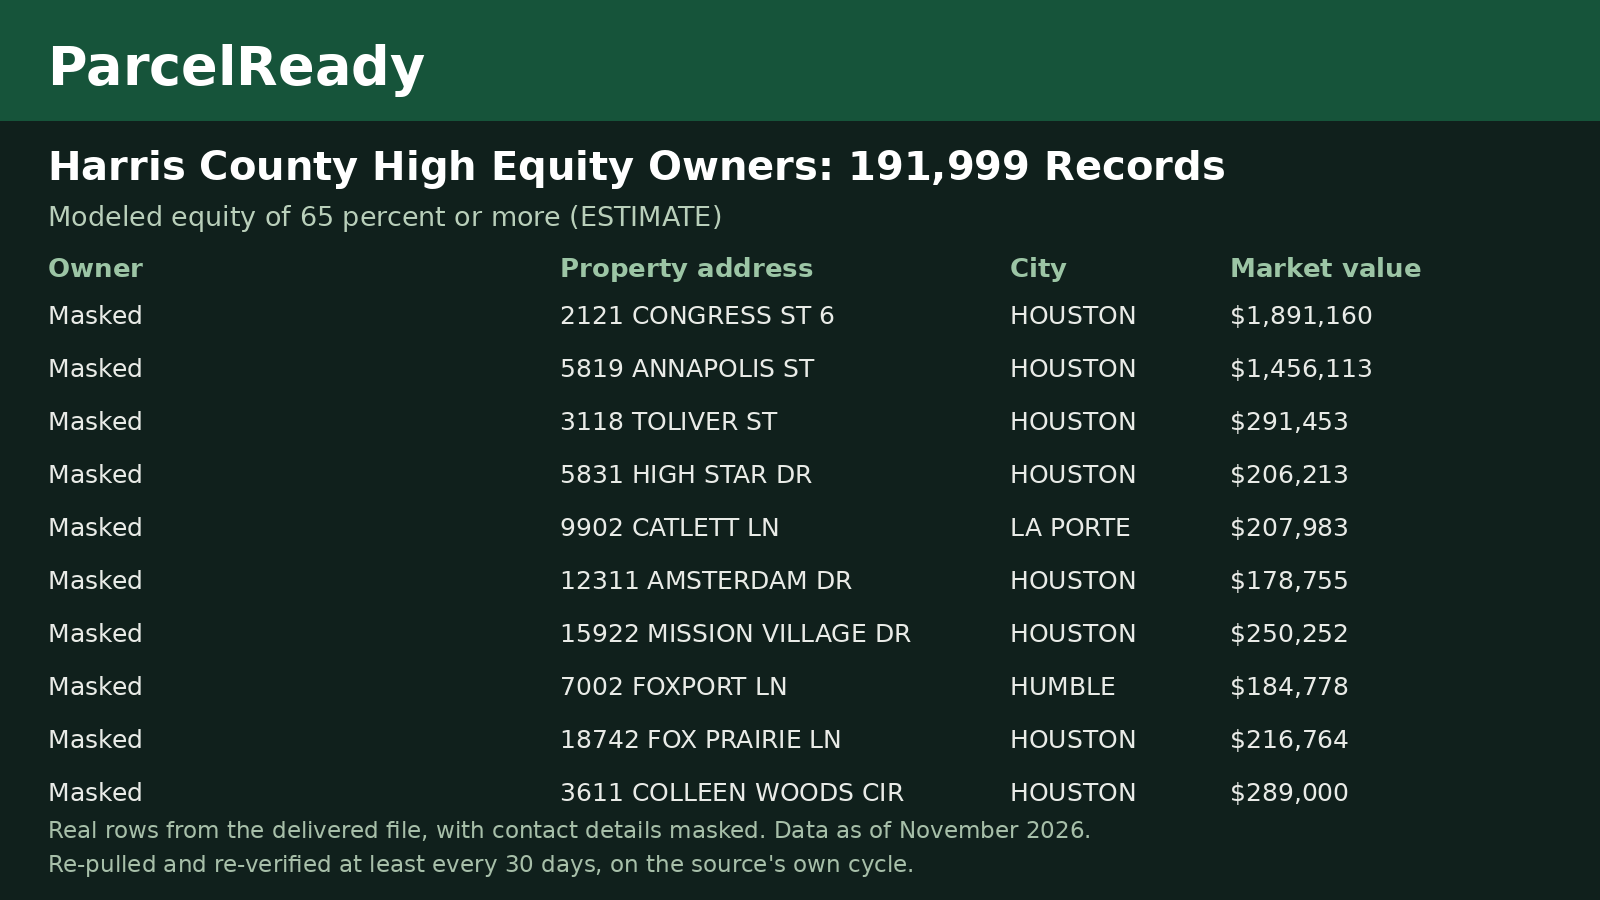 ParcelReady
Harris County High Equity Owners: 191,999 Records
Modeled equity of 65 percent or more (ESTIMATE)
Owner Property address City Market value
Masked 2121 CONGRESS ST 6 HOUSTON $1,891,160
Masked 5819 ANNAPOLIS ST HOUSTON $1,456,113
Masked 3118 TOLIVER ST HOUSTON $291,453
Masked 5831 HIGH STAR DR HOUSTON $206,213
Masked 9902 CATLETT LN LA PORTE $207,983
Masked 12311 AMSTERDAM DR HOUSTON $178,755
Masked 15922 MISSION VILLAGE DR HOUSTON $250,252
Masked 7002 FOXPORT LN HUMBLE $184,778
Masked 18742 FOX PRAIRIE LN HOUSTON $216,764
Masked 3611 COLLEEN WOODS CIR HOUSTON $289,000
Real rows from the delivered file, with contact details masked. Data as of November 2026.
Re-pulled and re-verified at least every 30 days, on the source's own cycle.